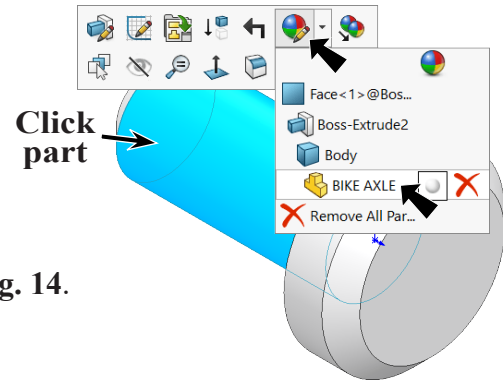 Click
part
Face<1>@Bos...
Boss-Extrude2
Body
BIKE AXLE
Remove All Par...
g. 14.